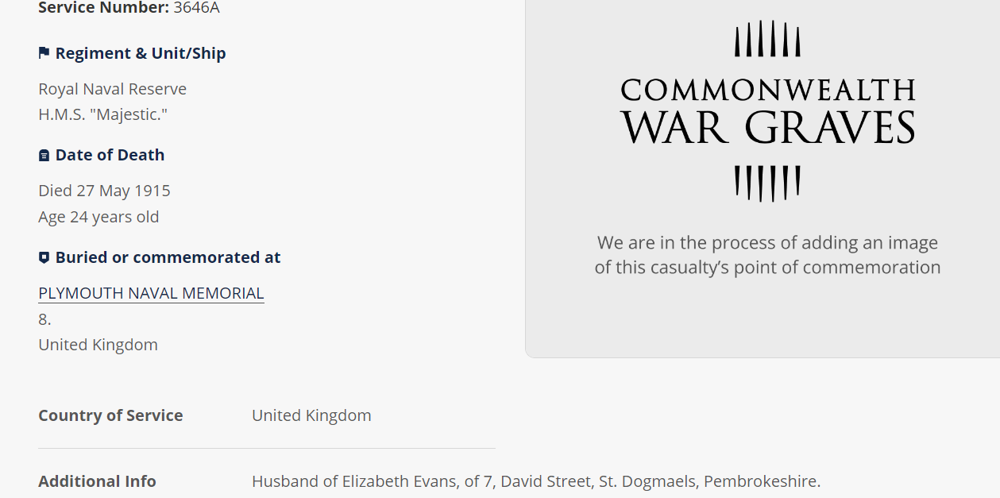 Service Number: 3646A
Regiment & Unit/Ship
Royal Naval Reserve
H.M.S. "Majestic."
Date of Death
Died 27 May 1915
Age 24 years old
Buried or commemorated at
PLYMOUTH NAVAL MEMORIAL
8.
United Kingdom
Country of Service United Kingdom
Additional Info Husband of Elizabeth Evans, of 7, David Street, St. Dogmaels, Pembrokeshire.
COMMONWEALTH
WAR GRAVES
We are in the process of adding an image
of this casualty’s point of commemoration